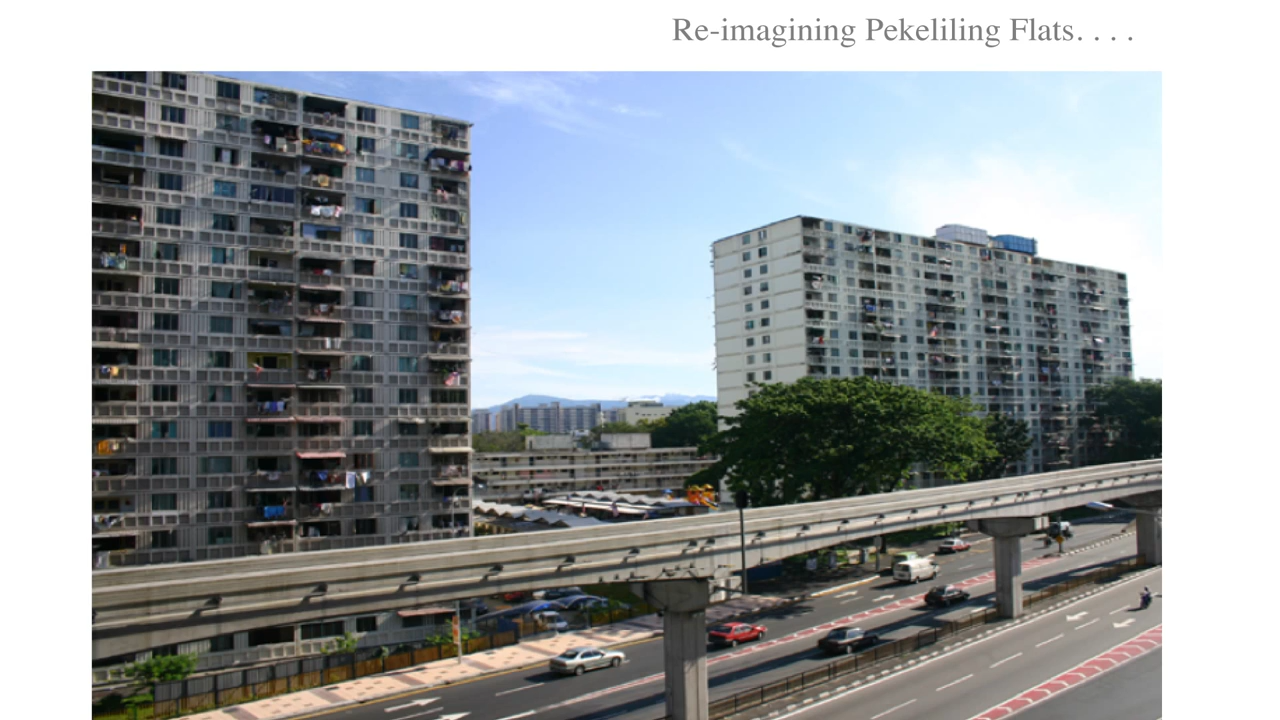 Re-imagining Pekeliling Flats. . . .